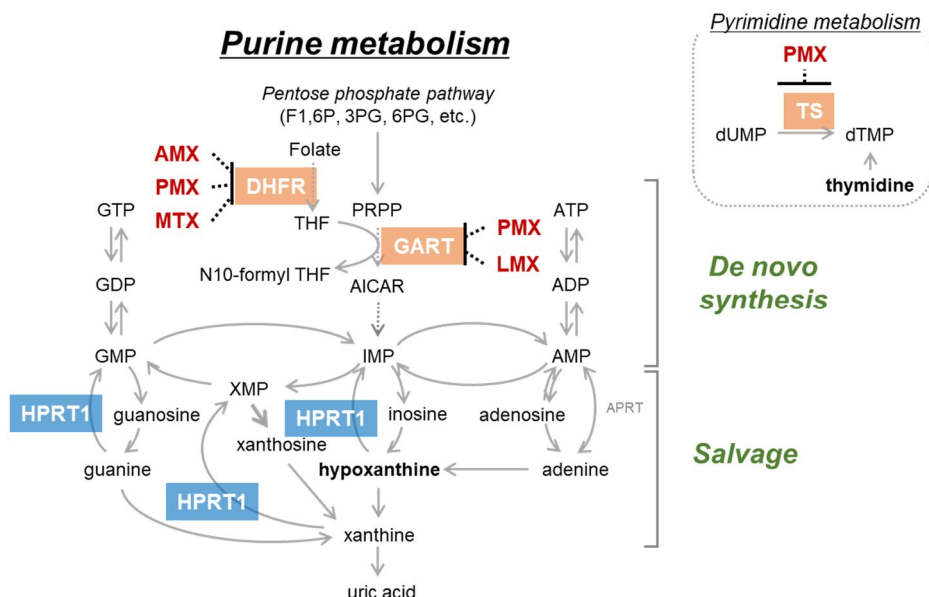 Purine metabolism
Pyrimidine metabolism
PMX
TS
dUMP
dTMP
thymidine
Pentose phosphate pathway
(F1,6P, 3PG, 6PG, etc.)
AMX
PMX
MTX
Folate
DHFR
THF
PRPP
GART
PMX
LMX
N10-formyl THF
AICAR
GTP
GDP
GMP
ATP
ADP
AMP
IMP
De novo
synthesis
XMP
HPRT1
guanosine
HPRT1
inosine
adenosine
APRT
xanthosine
guanine
hypoxanthine
adenine
Salvage
HPRT1
xanthine
uric acid